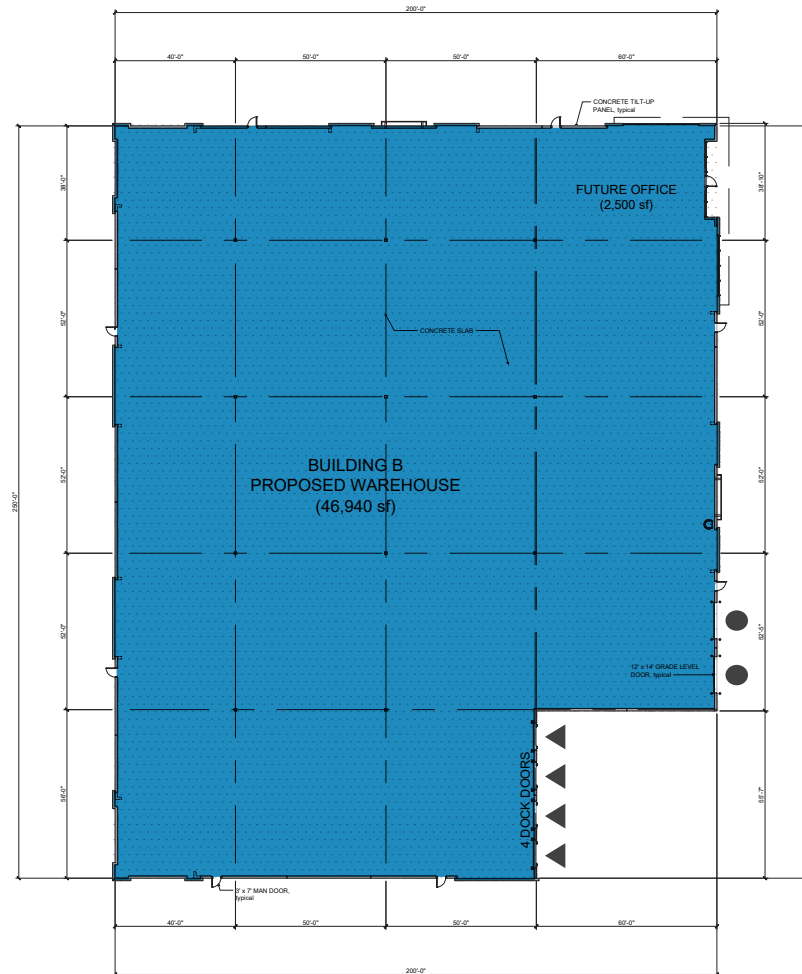 200'-0"
40'-0"
50'-0"
50'-0"
60'-0"
CONCRETE TILT-UP
PANEL, typical
38'-0"
38'-10"
FUTURE OFFICE
(2,500 sf)
52'-0"
52'-0"
CONCRETE SLAB
250'-0"
52'-0"
52'-0"
BUILDING B
PROPOSED WAREHOUSE
(46,940 sf)
52'-0"
52'-5"
12' x 14' GRADE LEVEL
DOOR, typical
4 DOCK DOORS
56'-0"
56'-7"
3' x 7' MAN DOOR,
typical
40'-0"
50'-0"
50'-0"
60'-0"
200'-0"